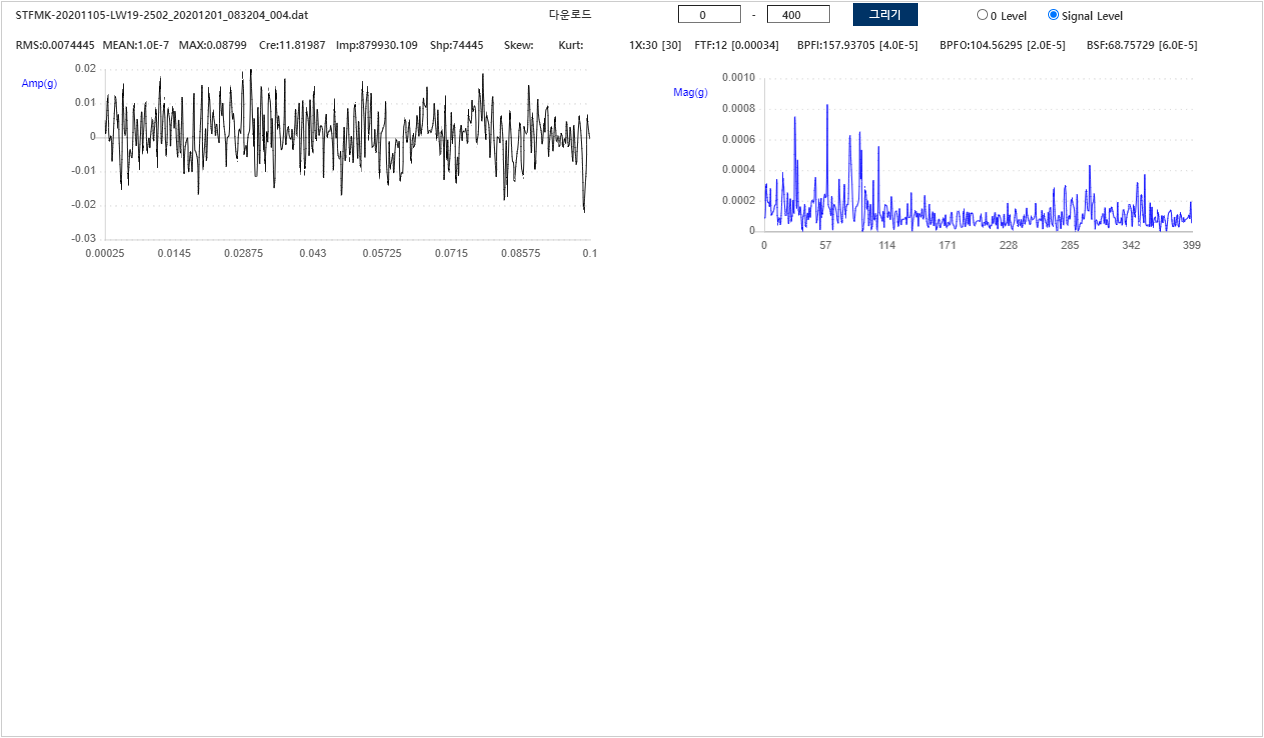 STFMK-20201105-LW19-2502_20201201_083204_004.dat 다운로드 0 - 400 그리기 0 Level Signal Level
RMS:0.0074445 MEAN:1.0E-7 MAX:0.08799 Cre:11.81987 Imp:879930.109 Shp:74445 Skew: Kurt: 1X:30 [30] FTF:12 [0.00034] BPFI:157.93705 [4.0E-5] BPFO:104.56295 [2.0E-5] BSF:68.75729 [6.0E-5]
Amp(g)
0.02
0.01
0
-0.01
-0.02
-0.03
0.00025 0.0145 0.02875 0.043 0.05725 0.0715 0.08575 0.1
Mag(g)
0.0010
0.0008
0.0006
0.0004
0.0002
0
0 57 114 171 228 285 342 399